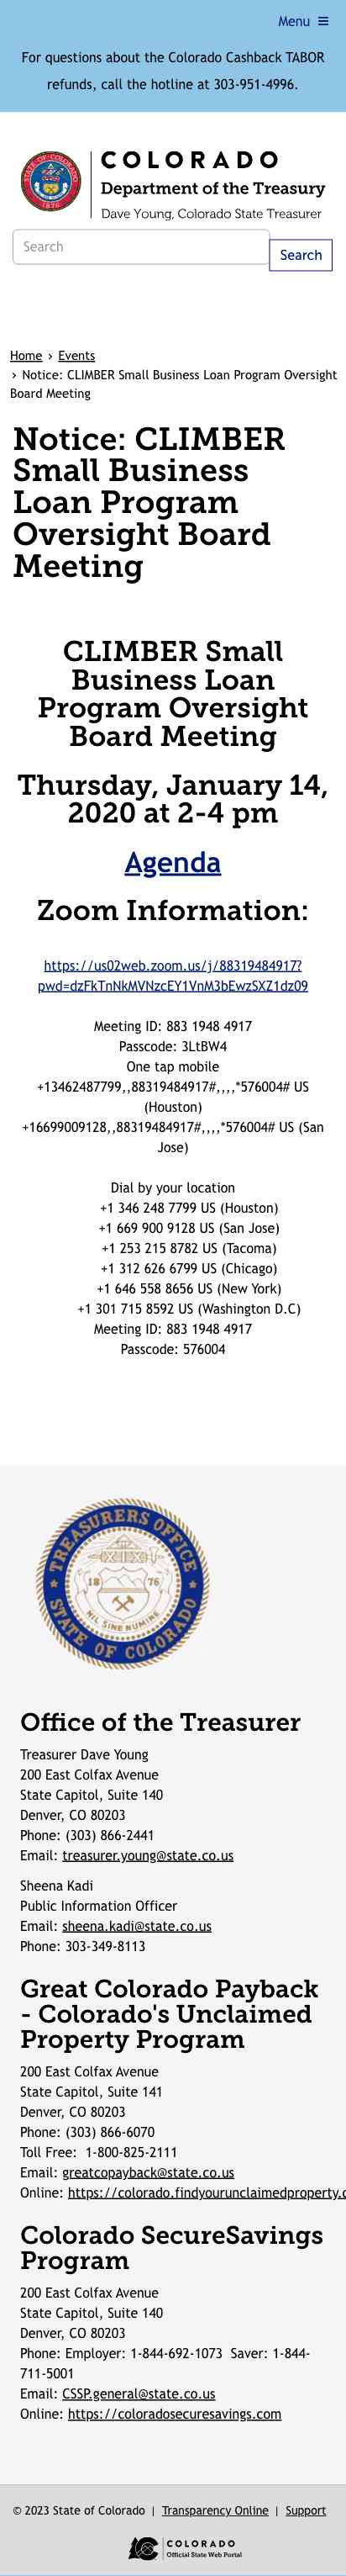 Menu ≡
For questions about the Colorado Cashback TABOR
refunds, call the hotline at 303-951-4996.
COLORADO
Department of the Treasury
Dave Young, Colorado State Treasurer
Search
Search
Home › Events
› Notice: CLIMBER Small Business Loan Program Oversight
Board Meeting
Notice: CLIMBER
Small Business
Loan Program
Oversight Board
Meeting
CLIMBER Small
Business Loan
Program Oversight
Board Meeting
Thursday, January 14,
2020 at 2-4 pm
Agenda
Zoom Information:
https://us02web.zoom.us/j/88319484917?
pwd=dzFkTnNkMVNzcEY1VnM3bEwzSXZ1dz09
Meeting ID: 883 1948 4917
Passcode: 3LtBW4
One tap mobile
+13462487799,,88319484917#,,,,*576004# US
(Houston)
+16699009128,,88319484917#,,,,*576004# US (San
Jose)
Dial by your location
+1 346 248 7799 US (Houston)
+1 669 900 9128 US (San Jose)
+1 253 215 8782 US (Tacoma)
+1 312 626 6799 US (Chicago)
+1 646 558 8656 US (New York)
+1 301 715 8592 US (Washington D.C)
Meeting ID: 883 1948 4917
Passcode: 576004
TREASURERS OFFICE
1876
NIL SINE NUMINE
STATE OF COLORADO
Office of the Treasurer
Treasurer Dave Young
200 East Colfax Avenue
State Capitol, Suite 140
Denver, CO 80203
Phone: (303) 866-2441
Email: treasurer.young@state.co.us
Sheena Kadi
Public Information Officer
Email: sheena.kadi@state.co.us
Phone: 303-349-8113
Great Colorado Payback
- Colorado's Unclaimed
Property Program
200 East Colfax Avenue
State Capitol, Suite 141
Denver, CO 80203
Phone: (303) 866-6070
Toll Free:  1-800-825-2111
Email: greatcopayback@state.co.us
Online: https://colorado.findyourunclaimedproperty.c
Colorado SecureSavings
Program
200 East Colfax Avenue
State Capitol, Suite 140
Denver, CO 80203
Phone: Employer: 1-844-692-1073  Saver: 1-844-
711-5001
Email: CSSP.general@state.co.us
Online: https://coloradosecuresavings.com
© 2023 State of Colorado | Transparency Online | Support
COLORADO
Official State Web Portal